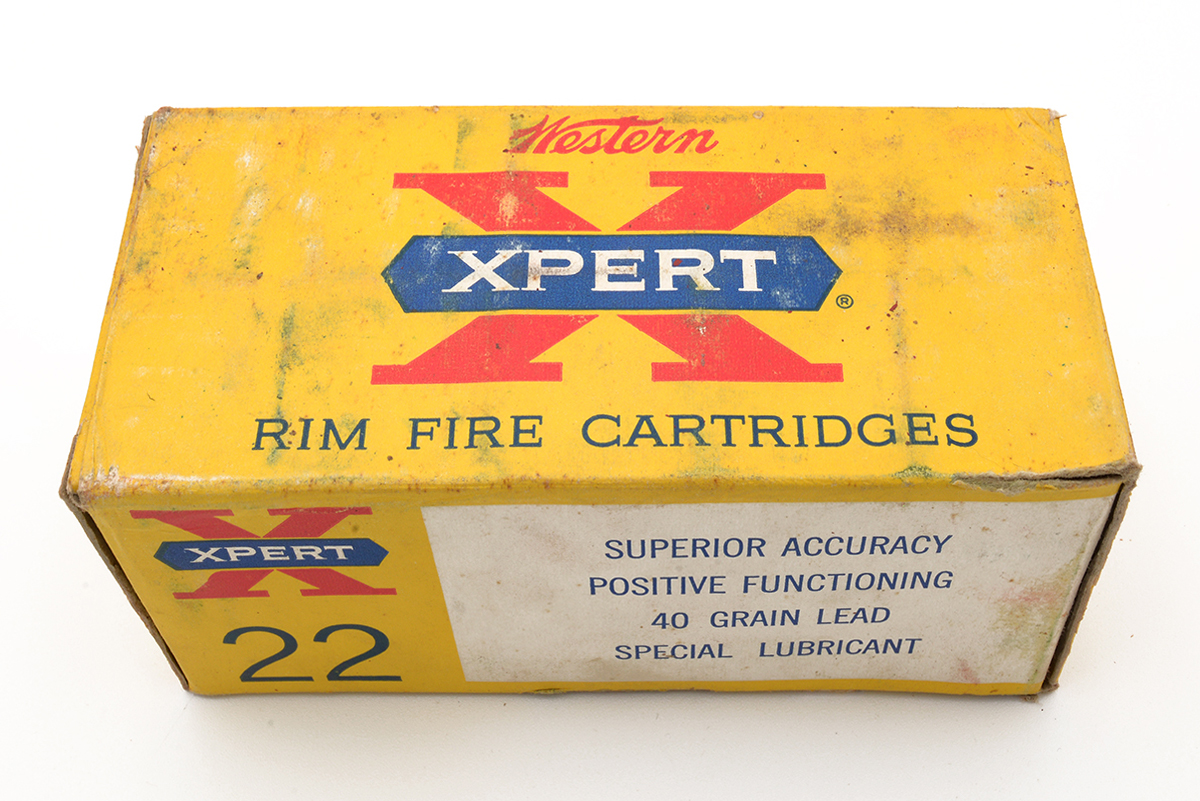 Western
X
XPERT
®
RIM FIRE CARTRIDGES
X
XPERT
22
SUPERIOR ACCURACY
POSITIVE FUNCTIONING
40 GRAIN LEAD
SPECIAL LUBRICANT